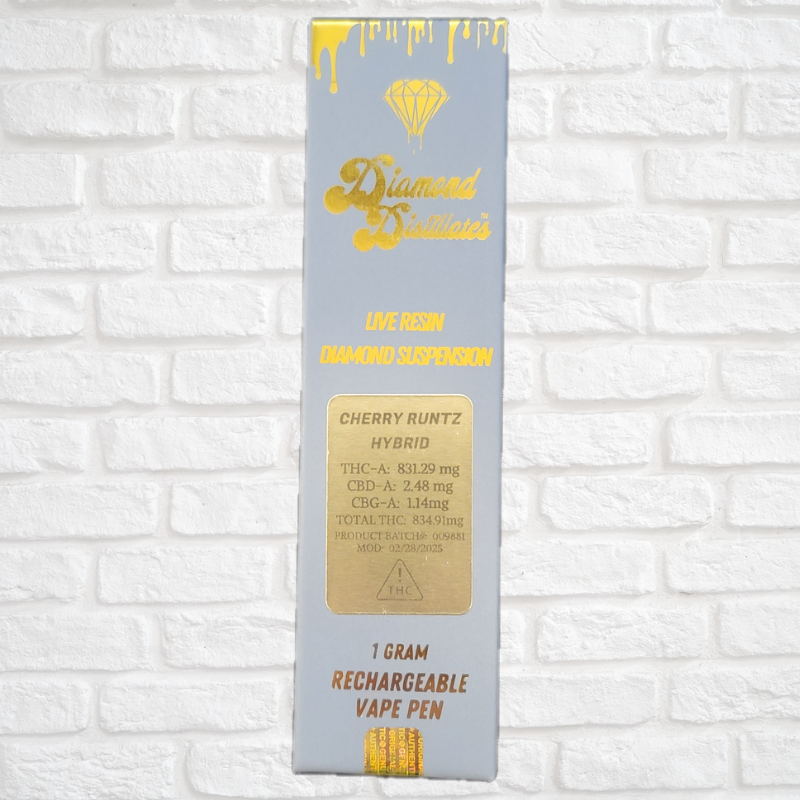 Diamond
Distillates™
LIVE RESIN
DIAMOND SUSPENSION
CHERRY RUNTZ
HYBRID
THC-A: 831.29 mg
CBD-A: 2.48 mg
CBG-A: 1.14mg
TOTAL THC: 834.91mg
PRODUCT BATCH#: 009881
MOD: 02/28/2025
!
THC
1 GRAM
RECHARGEABLE
VAPE PEN